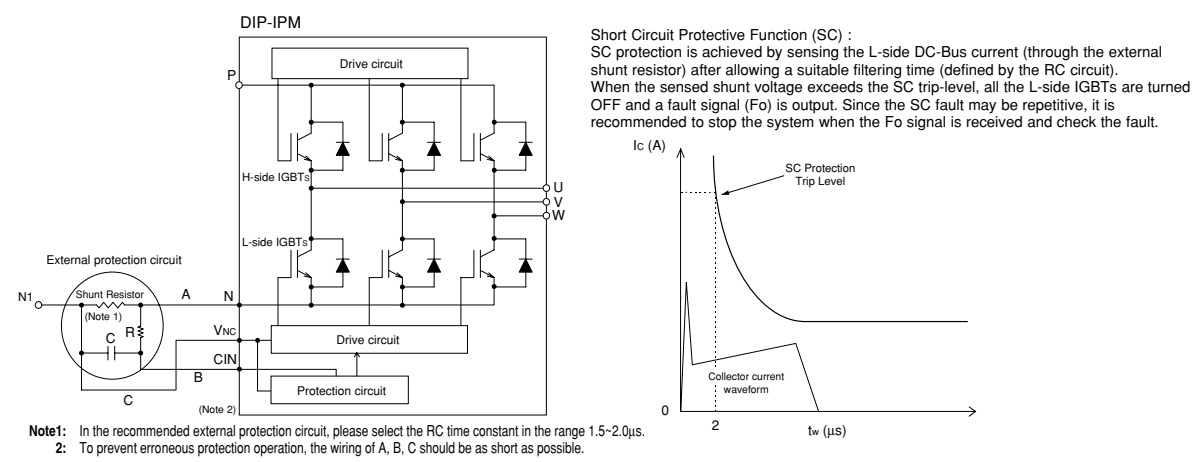 DIP-IPM
Drive circuit
P
H-side IGBTs
U
V
W
L-side IGBTs
External protection circuit
N1
Shunt Resistor
A
N
(Note 1)
R
C
VNC
Drive circuit
CIN
B
C
Protection circuit
(Note 2)
Short Circuit Protective Function (SC) :
SC protection is achieved by sensing the L-side DC-Bus current (through the external
shunt resistor) after allowing a suitable filtering time (defined by the RC circuit).
When the sensed shunt voltage exceeds the SC trip-level, all the L-side IGBTs are turned
OFF and a fault signal (Fo) is output. Since the SC fault may be repetitive, it is
recommended to stop the system when the Fo signal is received and check the fault.
IC (A)
SC Protection
Trip Level
Collector current
waveform
0
2
tw (μs)
Note1: In the recommended external protection circuit, please select the RC time constant in the range 1.5~2.0μs.
2: To prevent erroneous protection operation, the wiring of A, B, C should be as short as possible.